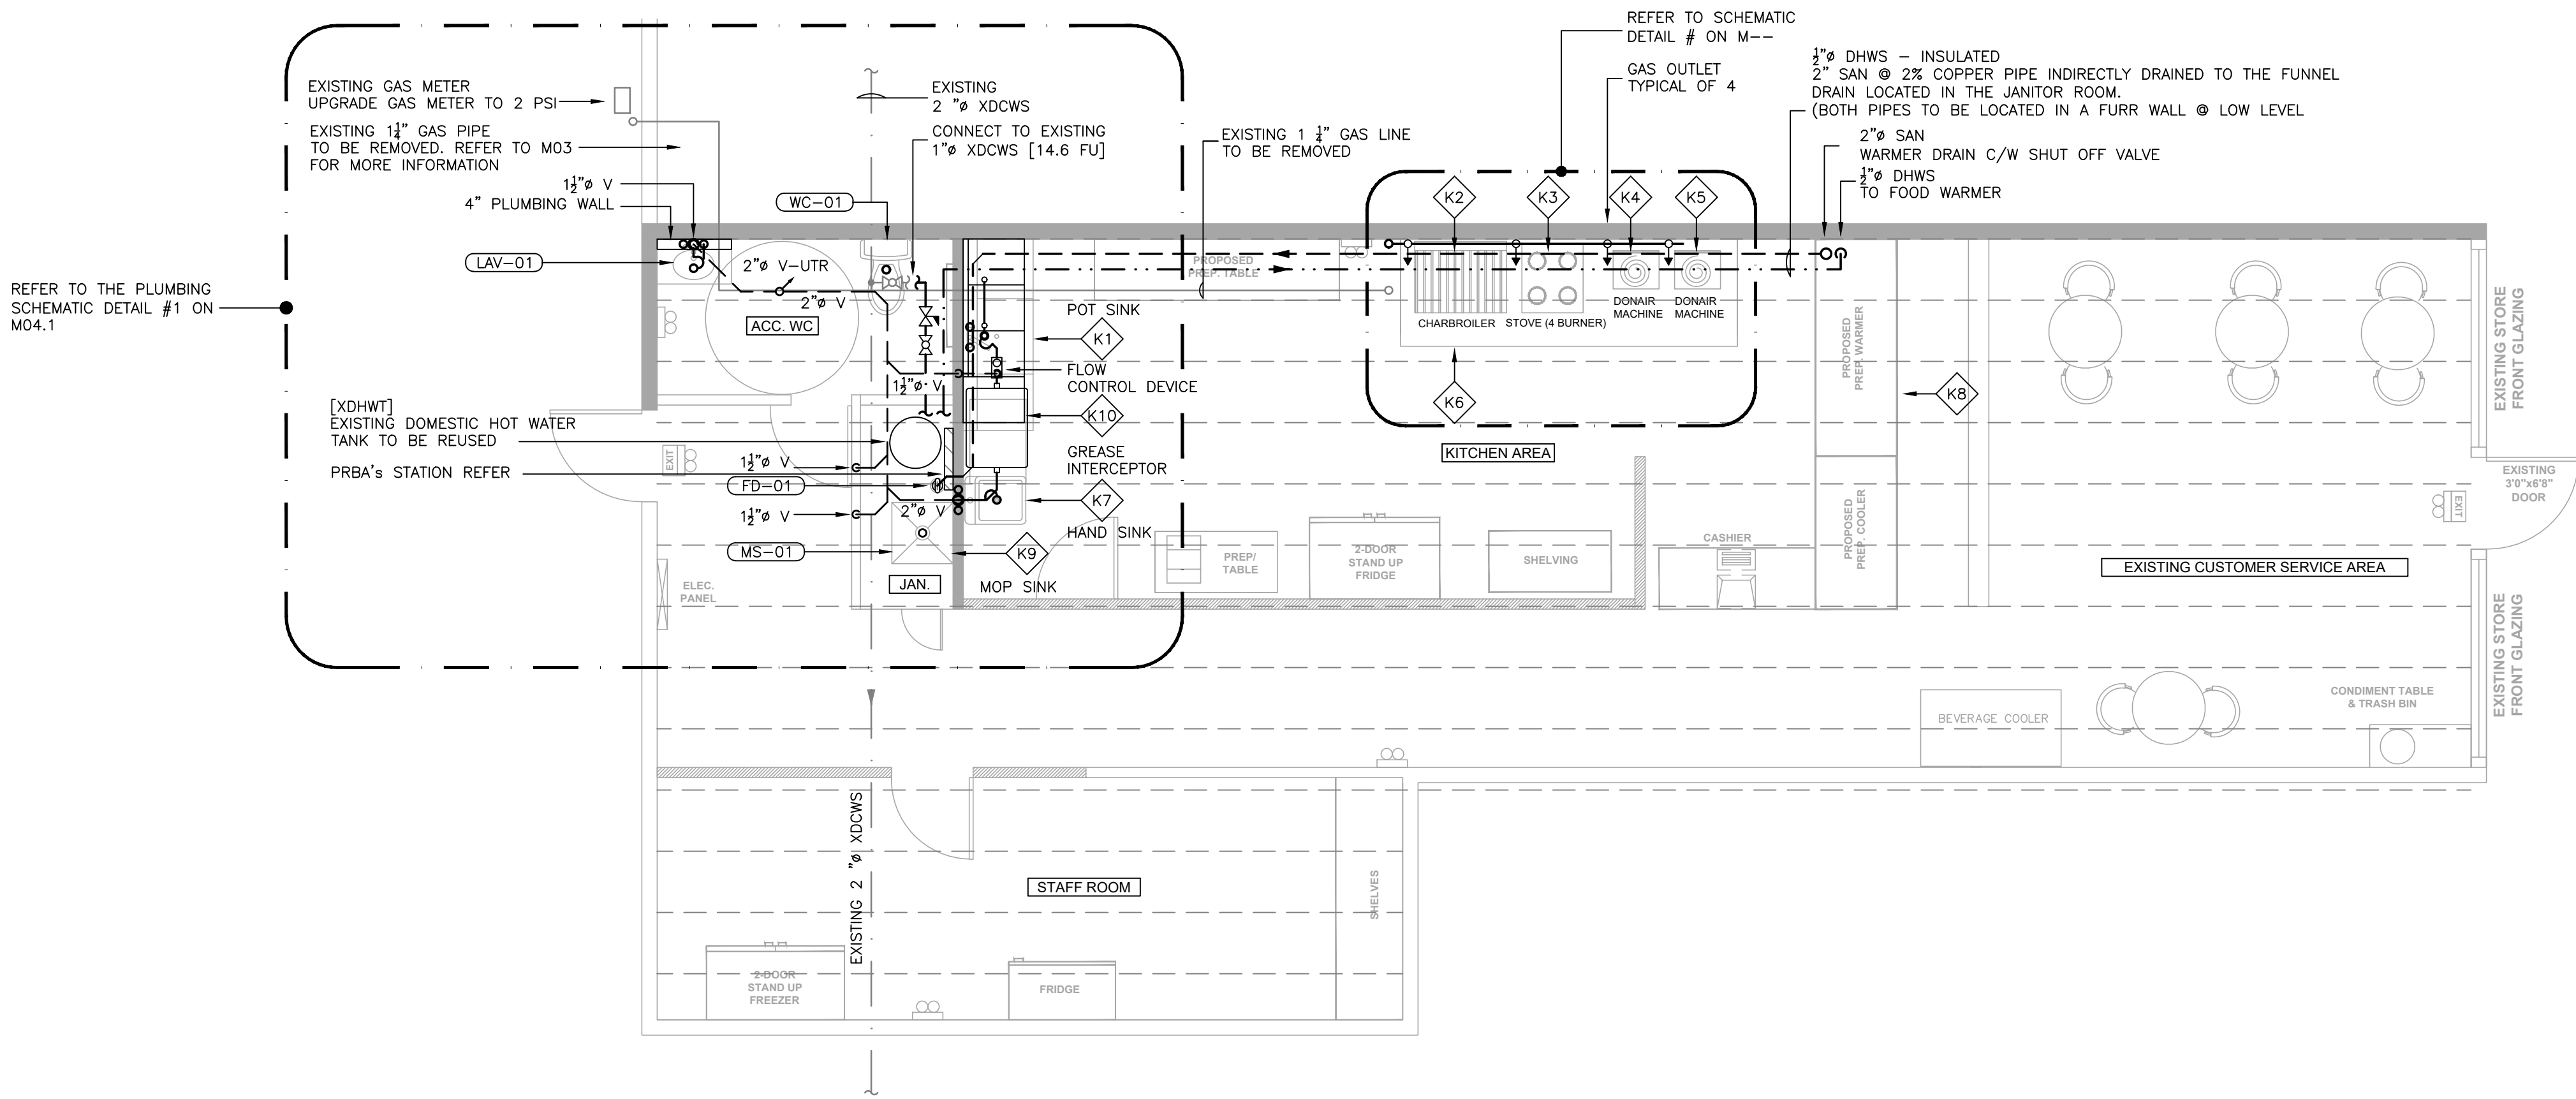 REFER TO SCHEMATIC
DETAIL # ON M--
GAS OUTLET
TYPICAL OF 4
½"ø DHWS - INSULATED
2" SAN @ 2% COPPER PIPE INDIRECTLY DRAINED TO THE FUNNEL
DRAIN LOCATED IN THE JANITOR ROOM.
(BOTH PIPES TO BE LOCATED IN A FURR WALL @ LOW LEVEL
2"ø SAN
WARMER DRAIN C/W SHUT OFF VALVE
½"ø DHWS
TO FOOD WARMER
EXISTING GAS METER
UPGRADE GAS METER TO 2 PSI
EXISTING 1¼" GAS PIPE
TO BE REMOVED. REFER TO M03
FOR MORE INFORMATION
1½"ø V
4" PLUMBING WALL
EXISTING
2 "ø XDCWS
CONNECT TO EXISTING
1"ø XDCWS [14.6 FU]
EXISTING 1 ¼" GAS LINE
TO BE REMOVED
WC-01
LAV-01
2"ø V-UTR
2"ø V
ACC. WC
REFER TO THE PLUMBING
SCHEMATIC DETAIL #1 ON
M04.1
PROPOSED
PREP. TABLE
K2
K3
K4
K5
CHARBROILER
STOVE (4 BURNER)
DONAIR
MACHINE
DONAIR
MACHINE
K6
KITCHEN AREA
POT SINK
K1
FLOW
CONTROL DEVICE
1½"ø V
K10
GREASE
INTERCEPTOR
K7
HAND SINK
[XDHWT]
EXISTING DOMESTIC HOT WATER
TANK TO BE REUSED
PRBA's STATION REFER
EXIT
1½"ø V
FD-01
1½"ø V
2"ø V
MS-01
K9
MOP SINK
JAN.
ELEC.
PANEL
PREP/
TABLE
2-DOOR
STAND UP
FRIDGE
SHELVING
CASHIER
PROPOSED
PREP. WARMER
K8
PROPOSED
PREP. COOLER
EXISTING STORE
FRONT GLAZING
EXISTING
3'0"x6'8"
DOOR
EXIT
EXISTING CUSTOMER SERVICE AREA
EXISTING STORE
FRONT GLAZING
CONDIMENT TABLE
& TRASH BIN
BEVERAGE COOLER
EXISTING 2 "ø XDCWS
STAFF ROOM
SHELVES
2-DOOR
STAND UP
FREEZER
FRIDGE